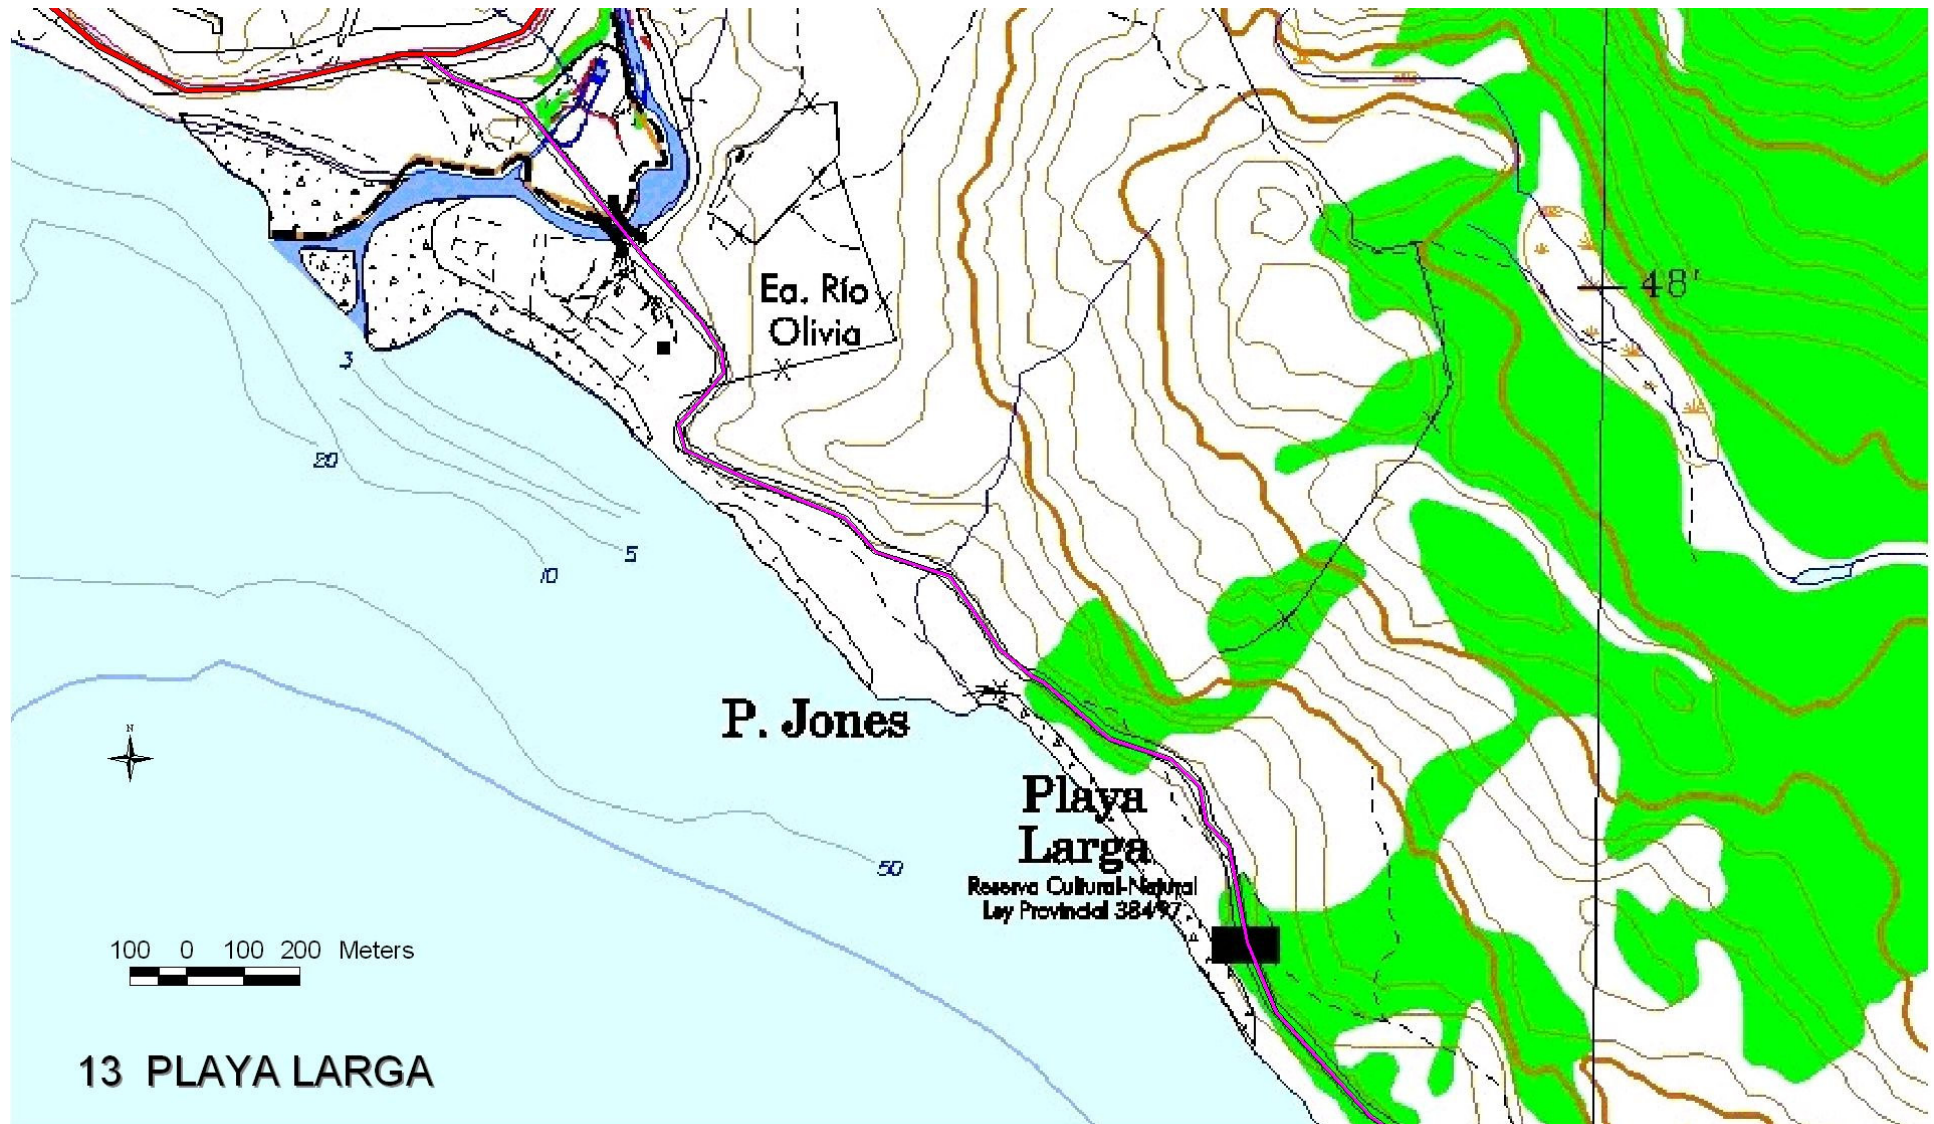 48'
Ea. Río
Olivia
3
20
5
10
P. Jones
N
Playa
Larga
50
Reserva Cultural-Natural
Ley Provincial 384/97
100 0 100 200 Meters
13 PLAYA LARGA